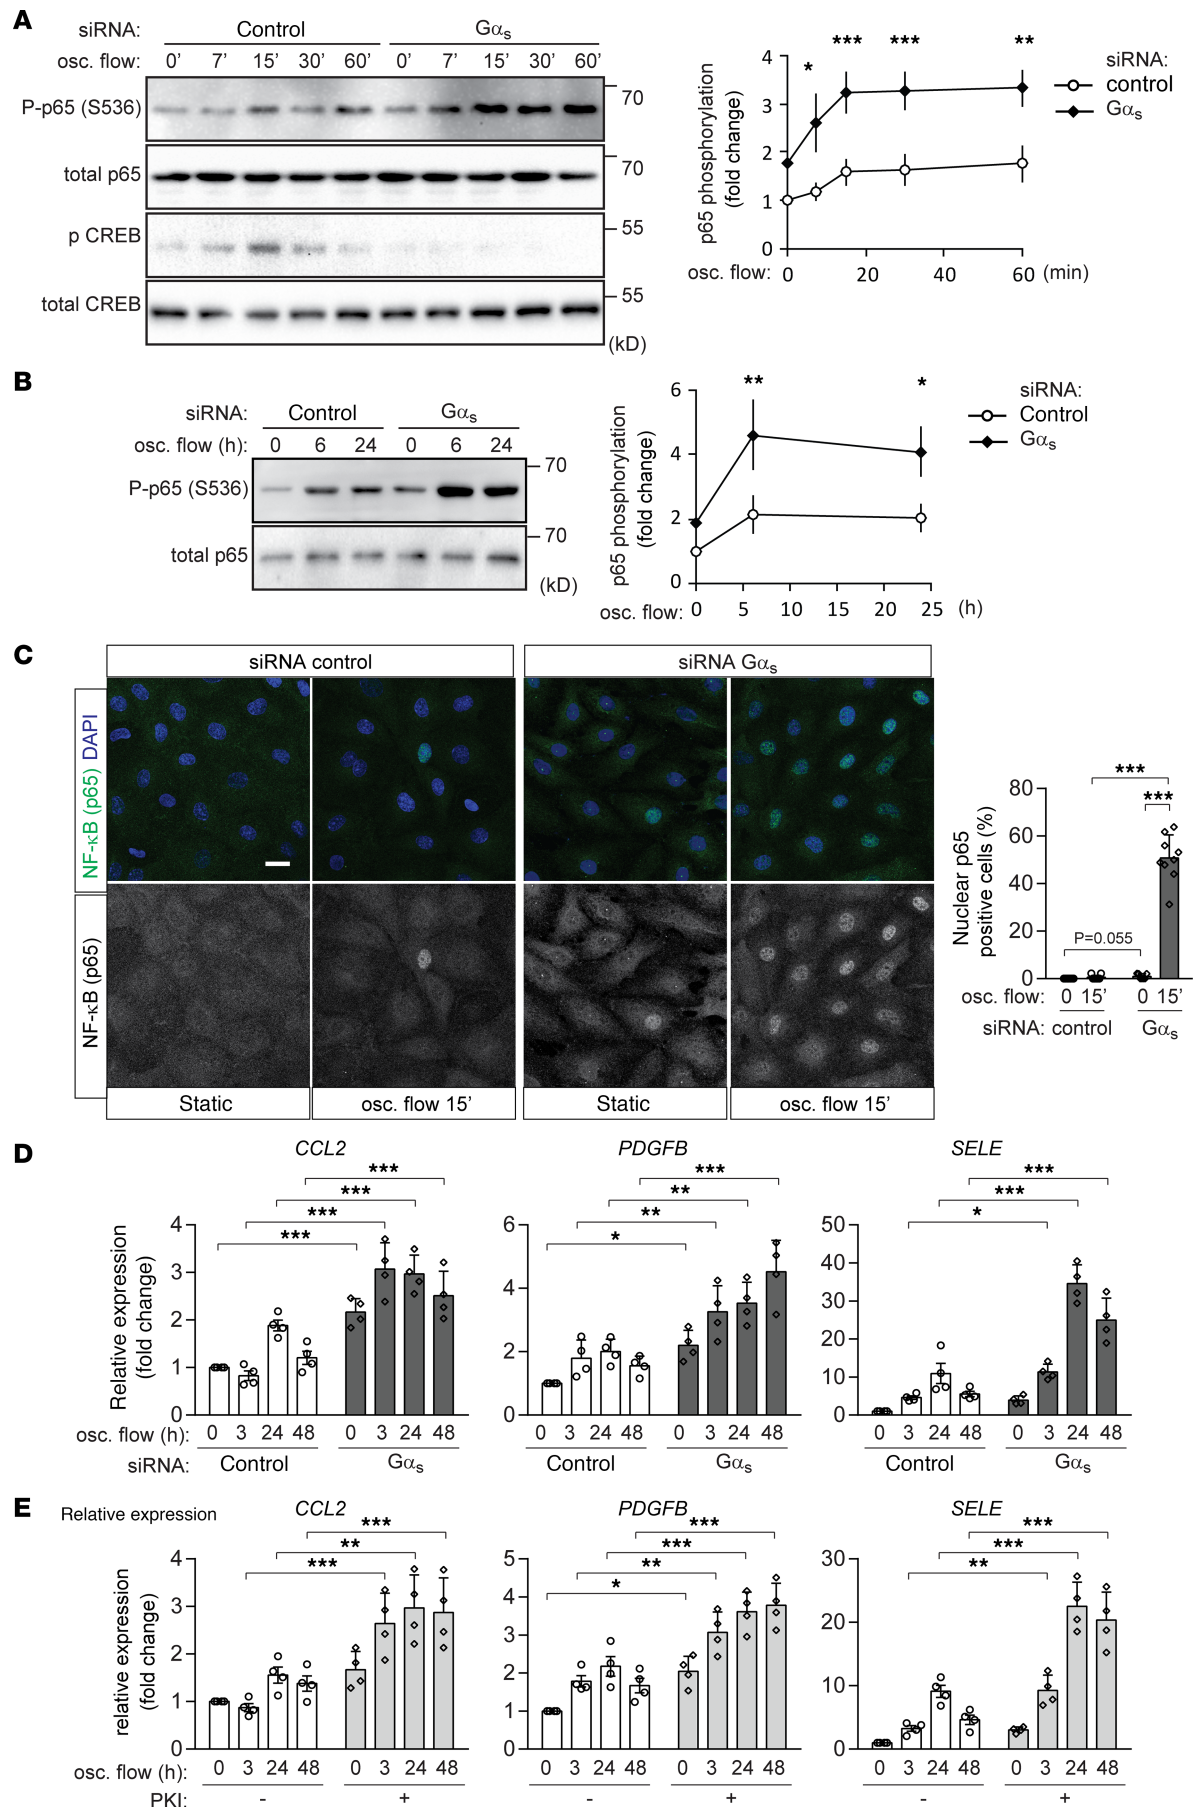 A
siRNA: Control Gαs
osc. flow: 0’ 7’ 15’ 30’ 60’ 0’ 7’ 15’ 30’ 60’
P-p65 (S536) 70
total p65 70
p CREB 55
total CREB 55
(kD)
p65 phosphorylation
(fold change)
* *** *** **
4
3
2
1
0
osc. flow: 0 20 40 60 (min)
siRNA:
control
Gαs
B
siRNA: Control Gαs
osc. flow (h): 0 6 24 0 6 24
P-p65 (S536) 70
total p65 70
(kD)
p65 phosphorylation
(fold change)
** *
6
4
2
0
osc. flow: 0 5 10 15 20 25 (h)
siRNA:
Control
Gαs
C
siRNA control siRNA Gαs
NF-κB (p65) DAPI
NF-κB (p65)
Static osc. flow 15’ Static osc. flow 15’
Nuclear p65
positive cells (%)
***
***
P=0.055
80
60
40
20
0
osc. flow: 0 15’ 0 15’
siRNA: control Gαs
D
CCL2 PDGFB SELE
Relative expression
(fold change)
*** *** ***
*** ** ***
*** ** *
*** *
4
3
2
1
0
6
4
2
0
50
40
30
20
10
0
osc. flow (h): 0 3 24 48 0 3 24 48 0 3 24 48 0 3 24 48 0 3 24 48 0 3 24 48
siRNA: Control Gαs Control Gαs Control Gαs
E
Relative expression
CCL2 PDGFB SELE
relative expression
(fold change)
*** *** ***
** *** ***
*** ** **
*
4
3
2
1
0
5
4
3
2
1
0
30
20
10
0
osc. flow (h): 0 3 24 48 0 3 24 48 0 3 24 48 0 3 24 48 0 3 24 48 0 3 24 48
PKI: - + - + - +